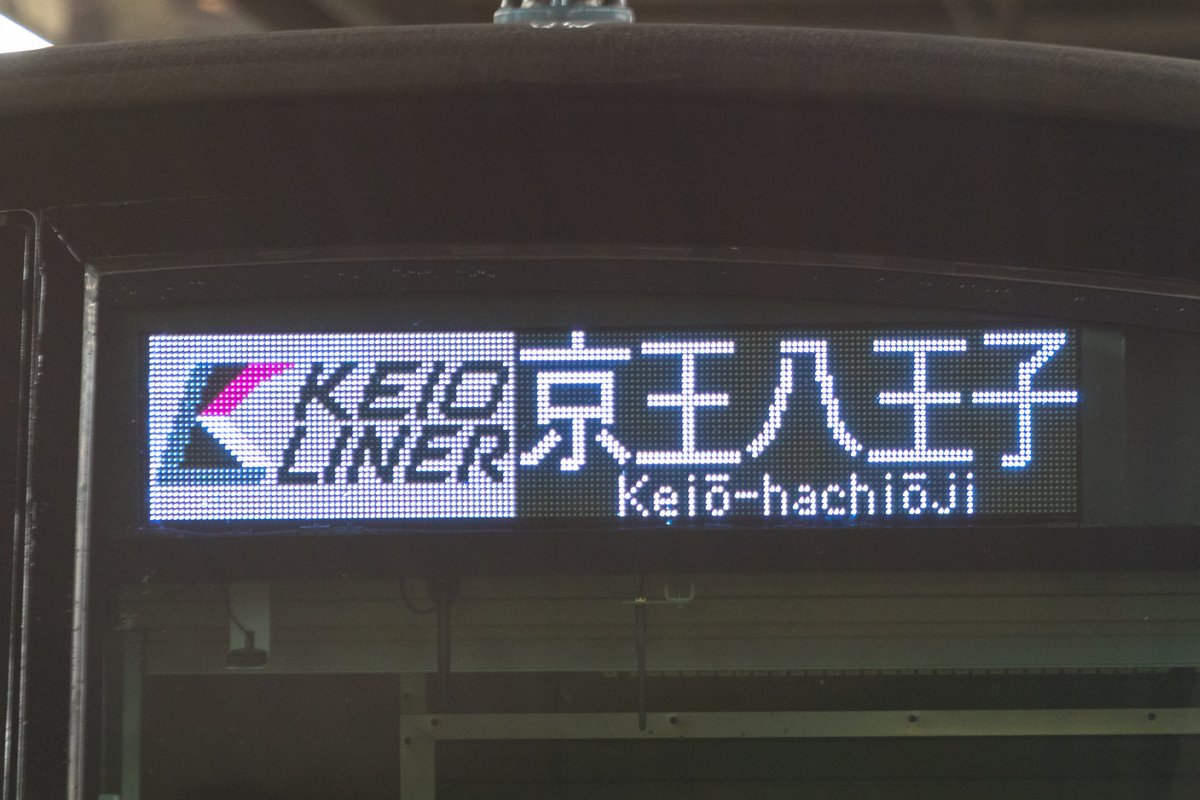 KEIO
LINER
京王八王子
Keiō-hachiōji